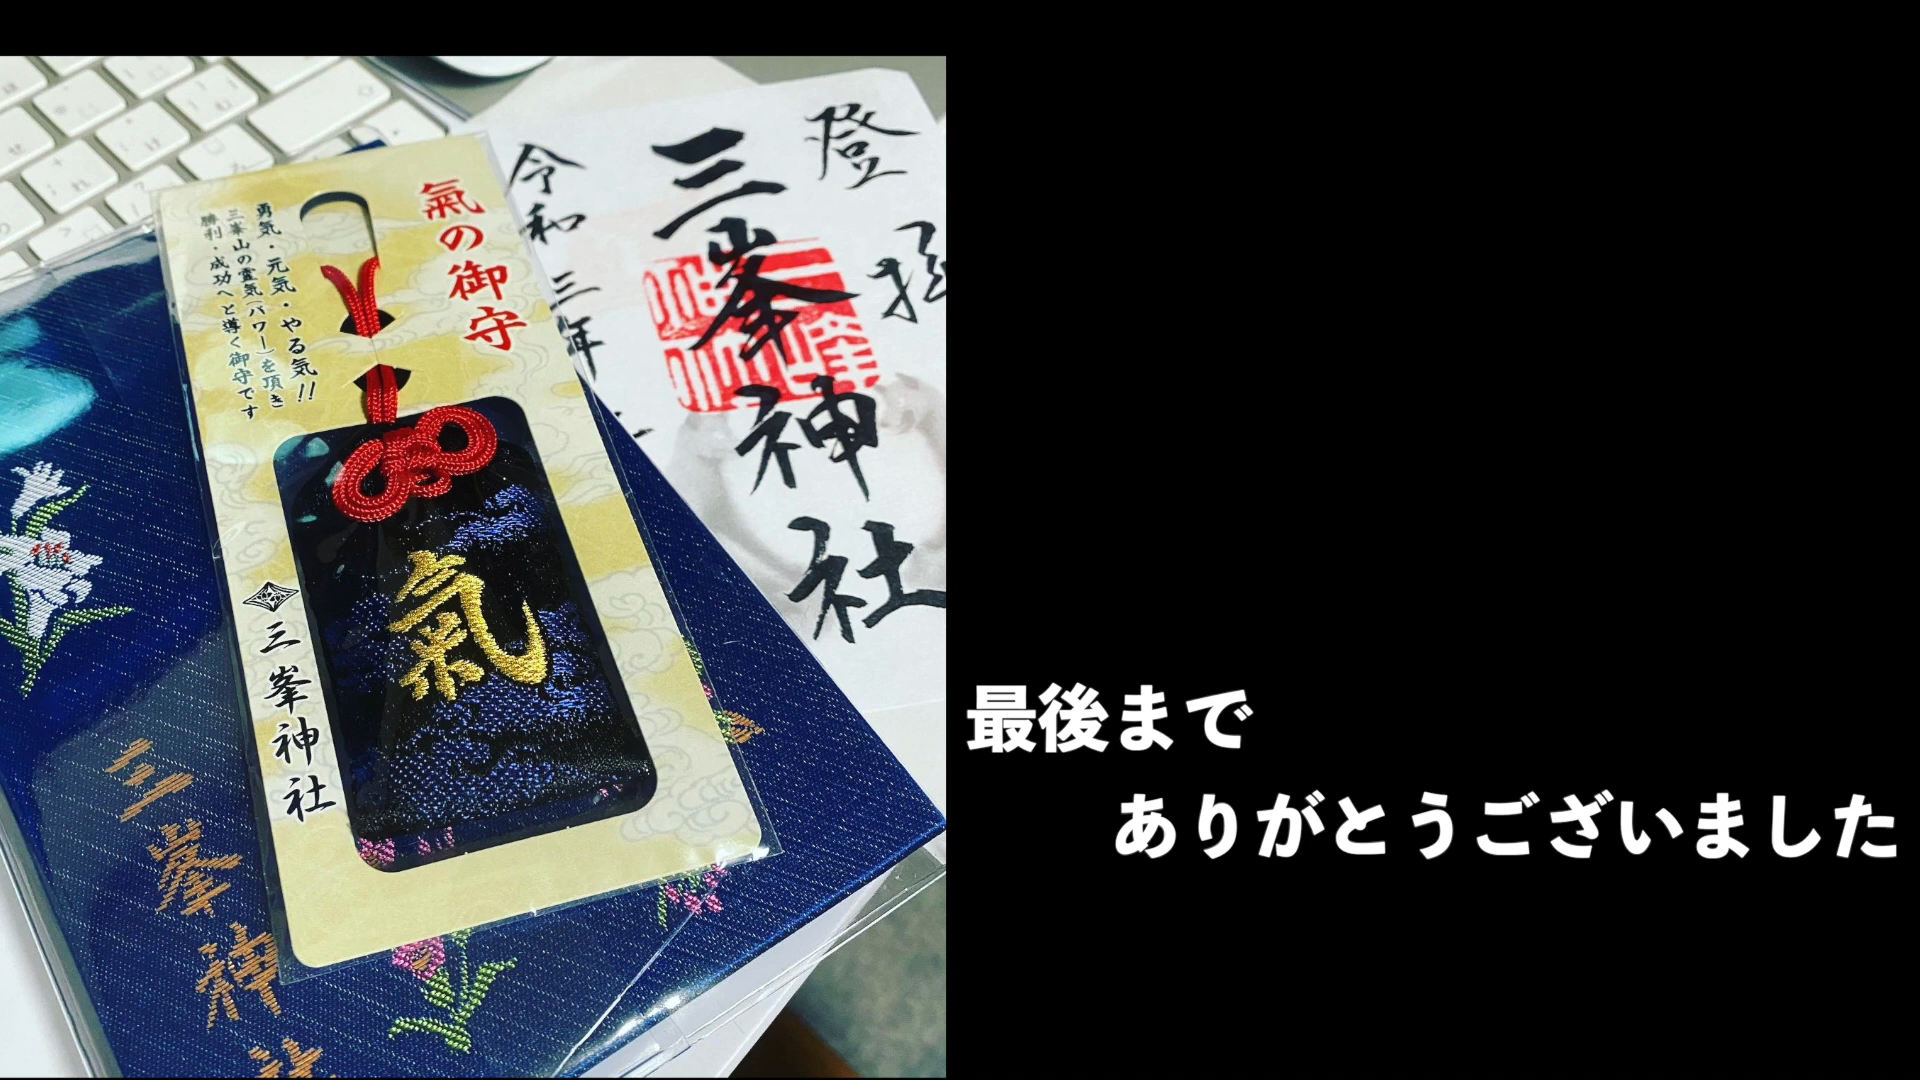 氣の御守
勇気・元気・やる気!!
三峯山の霊気(パワー)を頂き
勝利・成功へと導く御守です
氣
三峯神社
登
三峯神社
令和三年
三峯神
最後まで
ありがとうございました